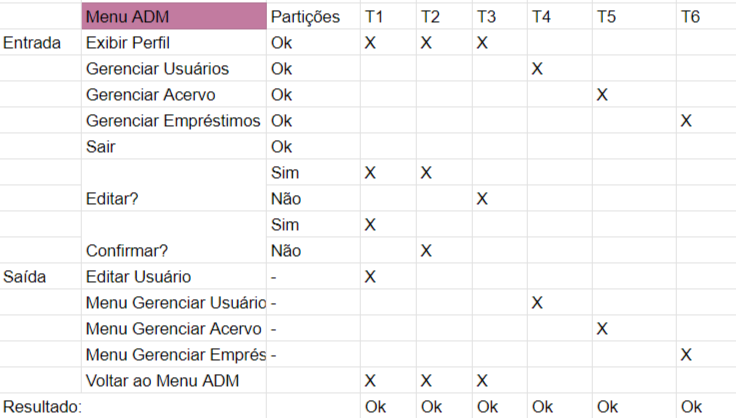 Menu ADM Partições T1 T2 T3 T4 T5 T6
Entrada Exibir Perfil Ok X X X
Gerenciar Usuários Ok X
Gerenciar Acervo Ok X
Gerenciar Empréstimos Ok X
Sair Ok
Sim X X
Editar? Não X
Sim X
Confirmar? Não X
Saída Editar Usuário - X
Menu Gerenciar Usuário - X
Menu Gerenciar Acervo - X
Menu Gerenciar Emprés - X
Voltar ao Menu ADM X X X
Resultado: Ok Ok Ok Ok Ok Ok